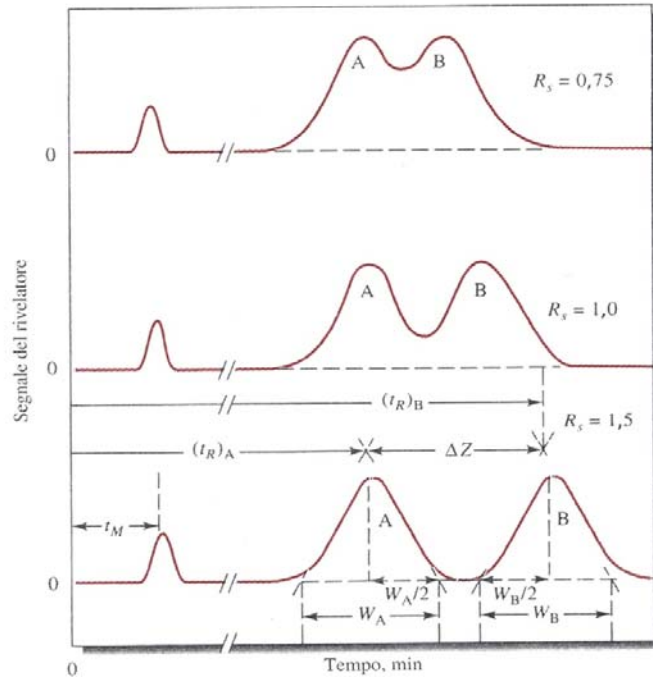 A B
R_s = 0,75
0
Segnale del rivelatore
A B
R_s = 1,0
0
(t_R)_B
R_s = 1,5
(t_R)_A ΔZ
t_M
A B
0
W_A/2 W_B/2
W_A W_B
0 Tempo, min